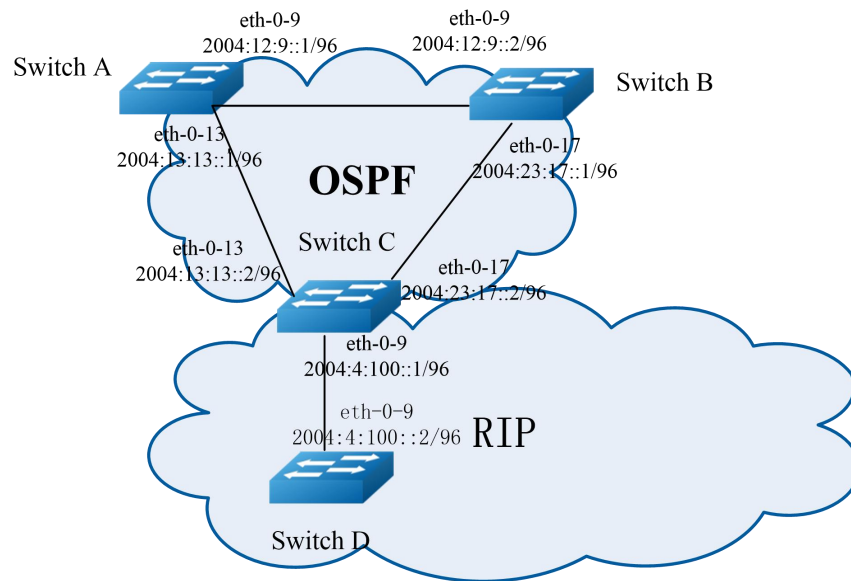 eth-0-9
2004:12:9::1/96
eth-0-9
2004:12:9::2/96
Switch A
Switch B
eth-0-13
2004:13:13::1/96
eth-0-17
2004:23:17::1/96
OSPF
Switch C
eth-0-13
2004:13:13::2/96
eth-0-17
2004:23:17::2/96
eth-0-9
2004:4:100::1/96
eth-0-9
2004:4:100::2/96
RIP
Switch D